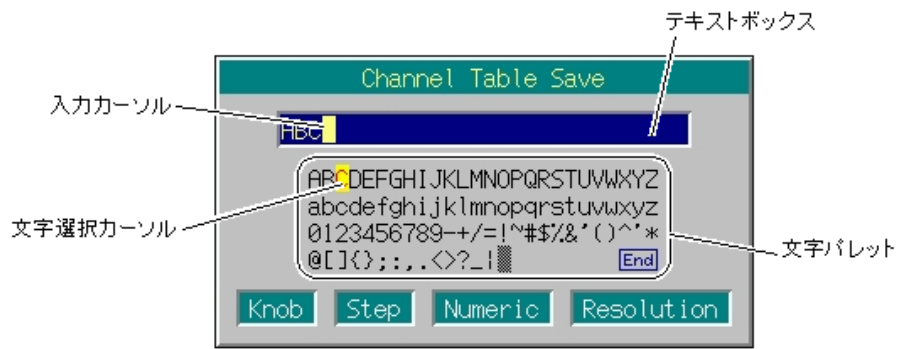 テキストボックス
Channel Table Save
入力カーソル
ABC
ABCDEFGHIJKLMNOPQRSTUVWXYZ
文字選択カーソル
abcdefghijklmnopqrstuvwxyz
0123456789-+/=!~#$%&'()^`*
文字パレット
@[]{};:,.<>?_¦▒
End
Knob
Step
Numeric
Resolution